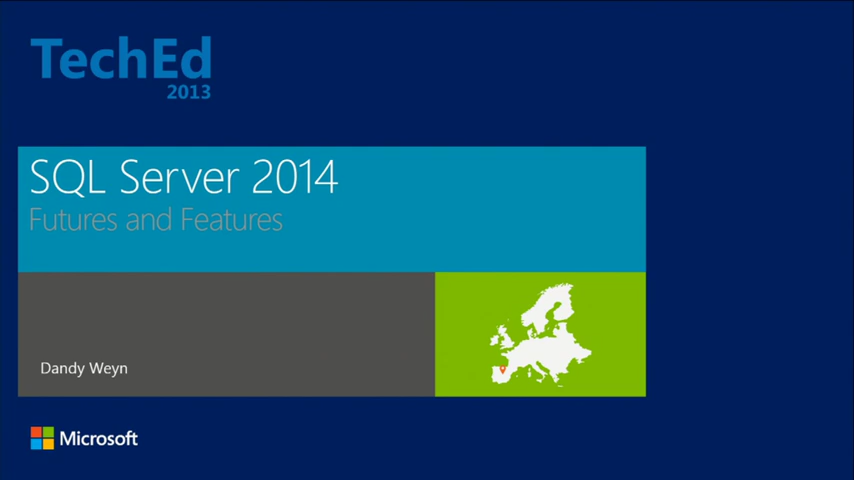 TechEd
2013
SQL Server 2014
Futures and Features
Dandy Weyn
Microsoft